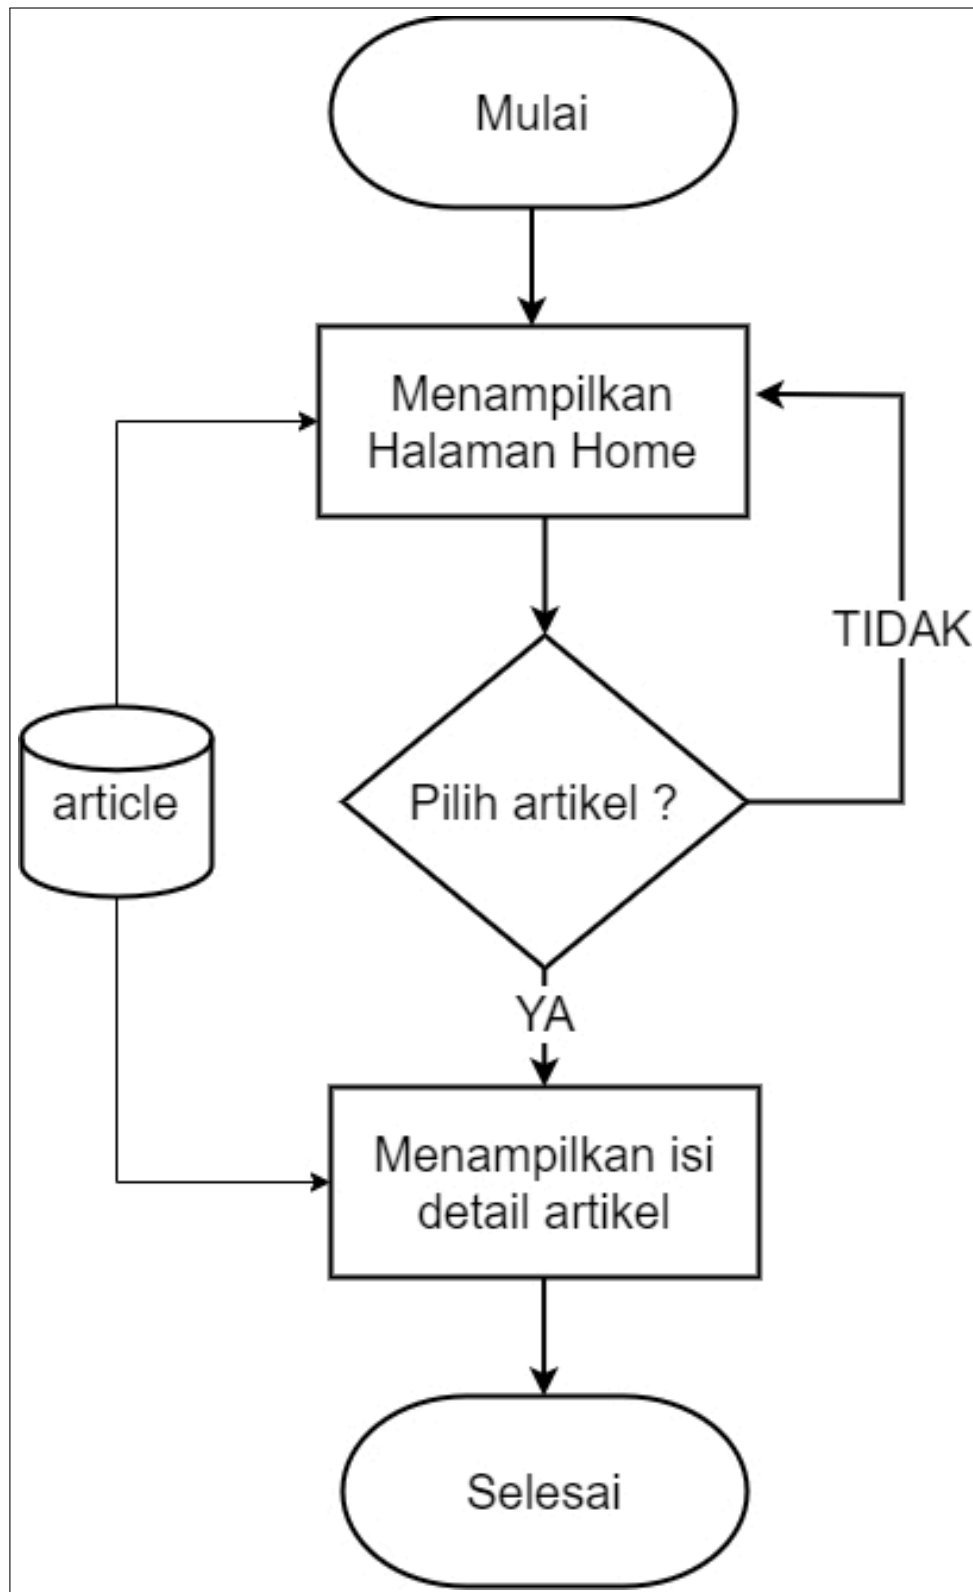 Mulai
Menampilkan
Halaman Home
TIDAK
article
Pilih artikel ?
YA
Menampilkan isi
detail artikel
Selesai